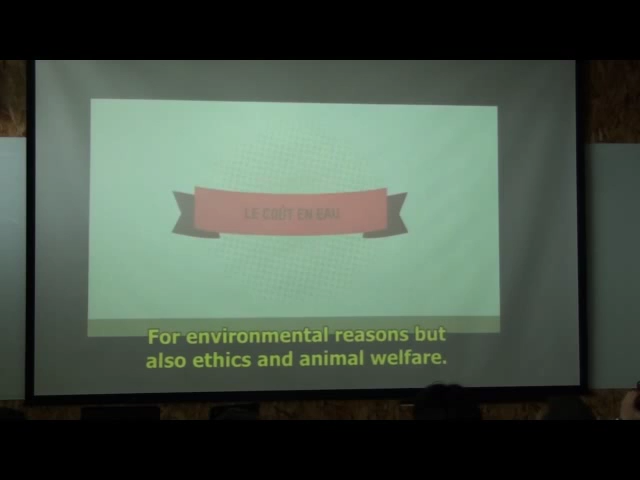 LE COÛT EN EAU
For environmental reasons but
also ethics and animal welfare.